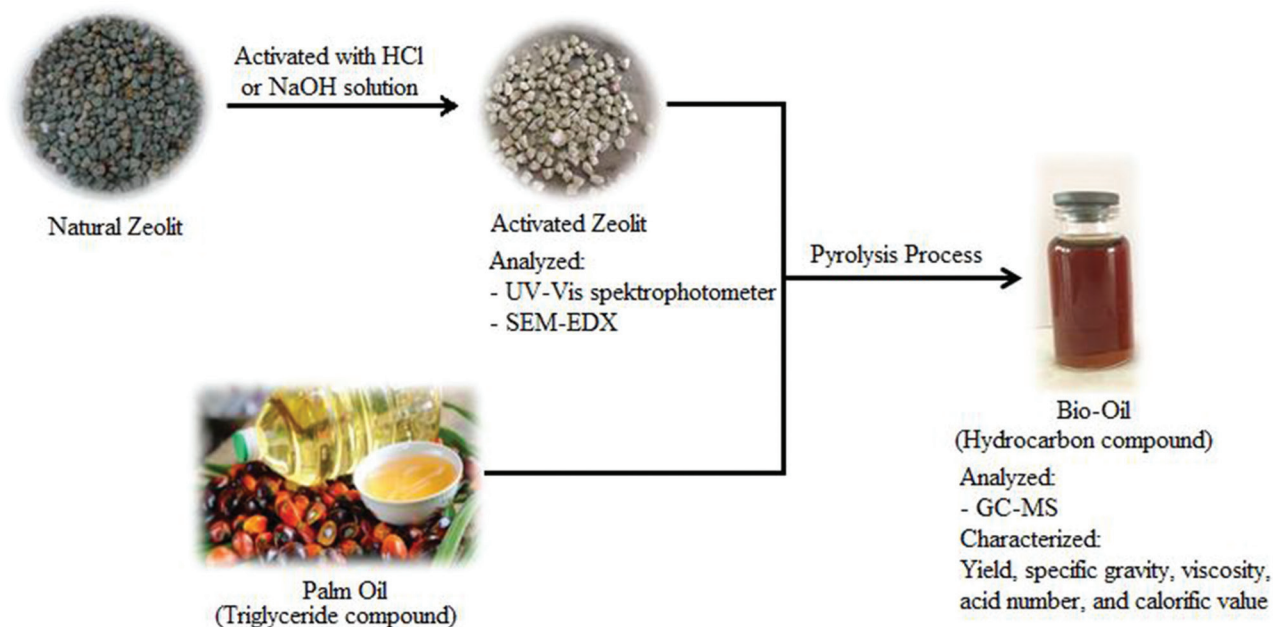 Activated with HCl
or NaOH solution
Natural Zeolit
Activated Zeolit
Analyzed:
- UV-Vis spektrophotometer
- SEM-EDX
Pyrolysis Process
Palm Oil
(Triglyceride compound)
Bio-Oil
(Hydrocarbon compound)
Analyzed:
- GC-MS
Characterized:
Yield, specific gravity, viscosity,
acid number, and calorific value